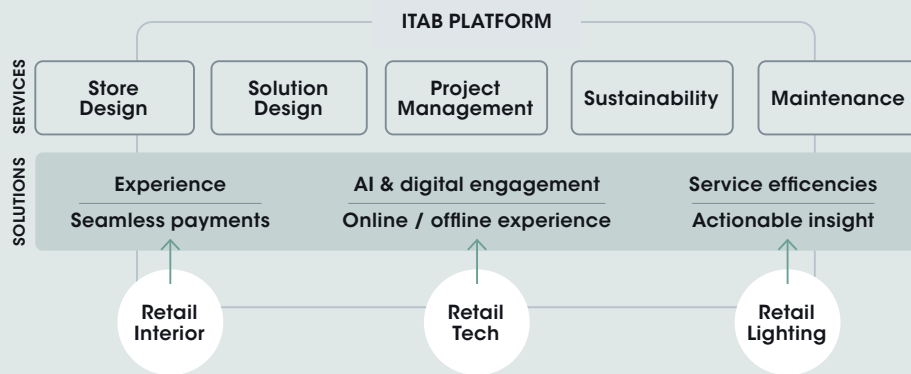 ITAB PLATFORM
SERVICES
Store
Design
Solution
Design
Project
Management
Sustainability
Maintenance
SOLUTIONS
Experience
Seamless payments
AI & digital engagement
Online / offline experience
Service efficencies
Actionable insight
Retail
Interior
Retail
Tech
Retail
Lighting